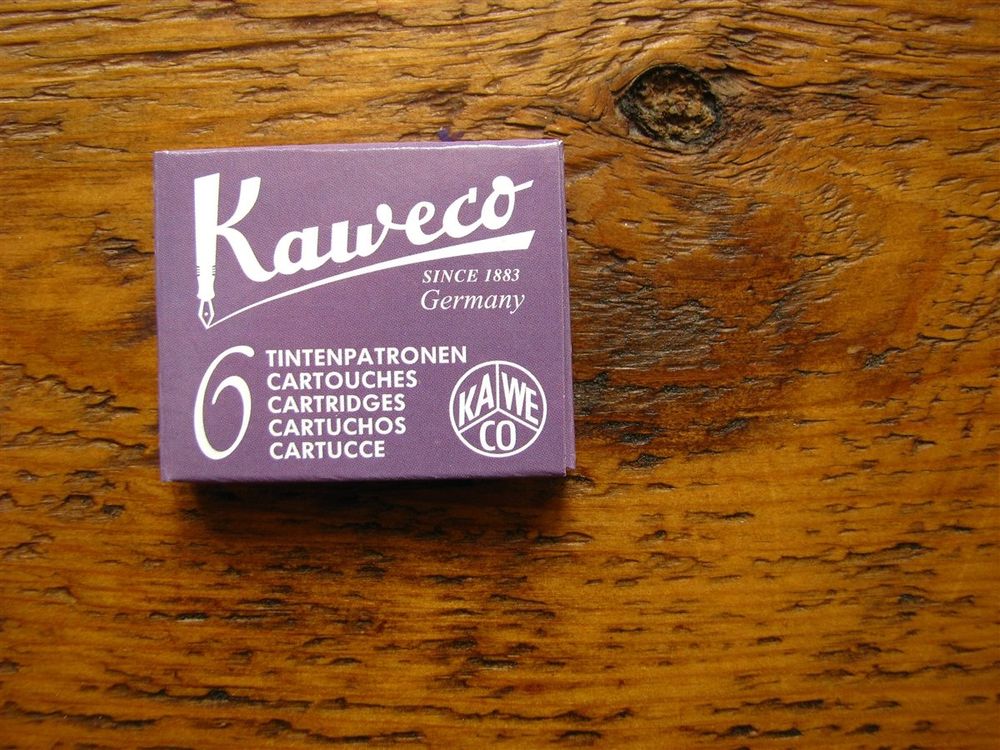 Kaweco
SINCE 1883
Germany
6
TINTENPATRONEN
CARTOUCHES
CARTRIDGES
CARTUCHOS
CARTUCCE
KA WE
CO